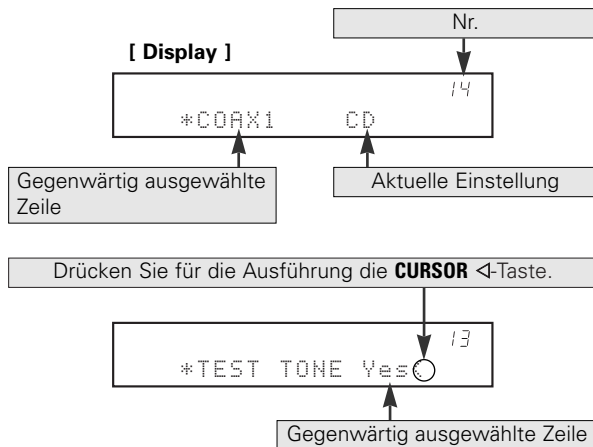 Nr.
[ Display ]
14
*COAX1 CD
Gegenwärtig ausgewählte
Zeile
Aktuelle Einstellung
Drücken Sie für die Ausführung die CURSOR ◁-Taste.
13
*TEST TONE Yes
Gegenwärtig ausgewählte Zeile